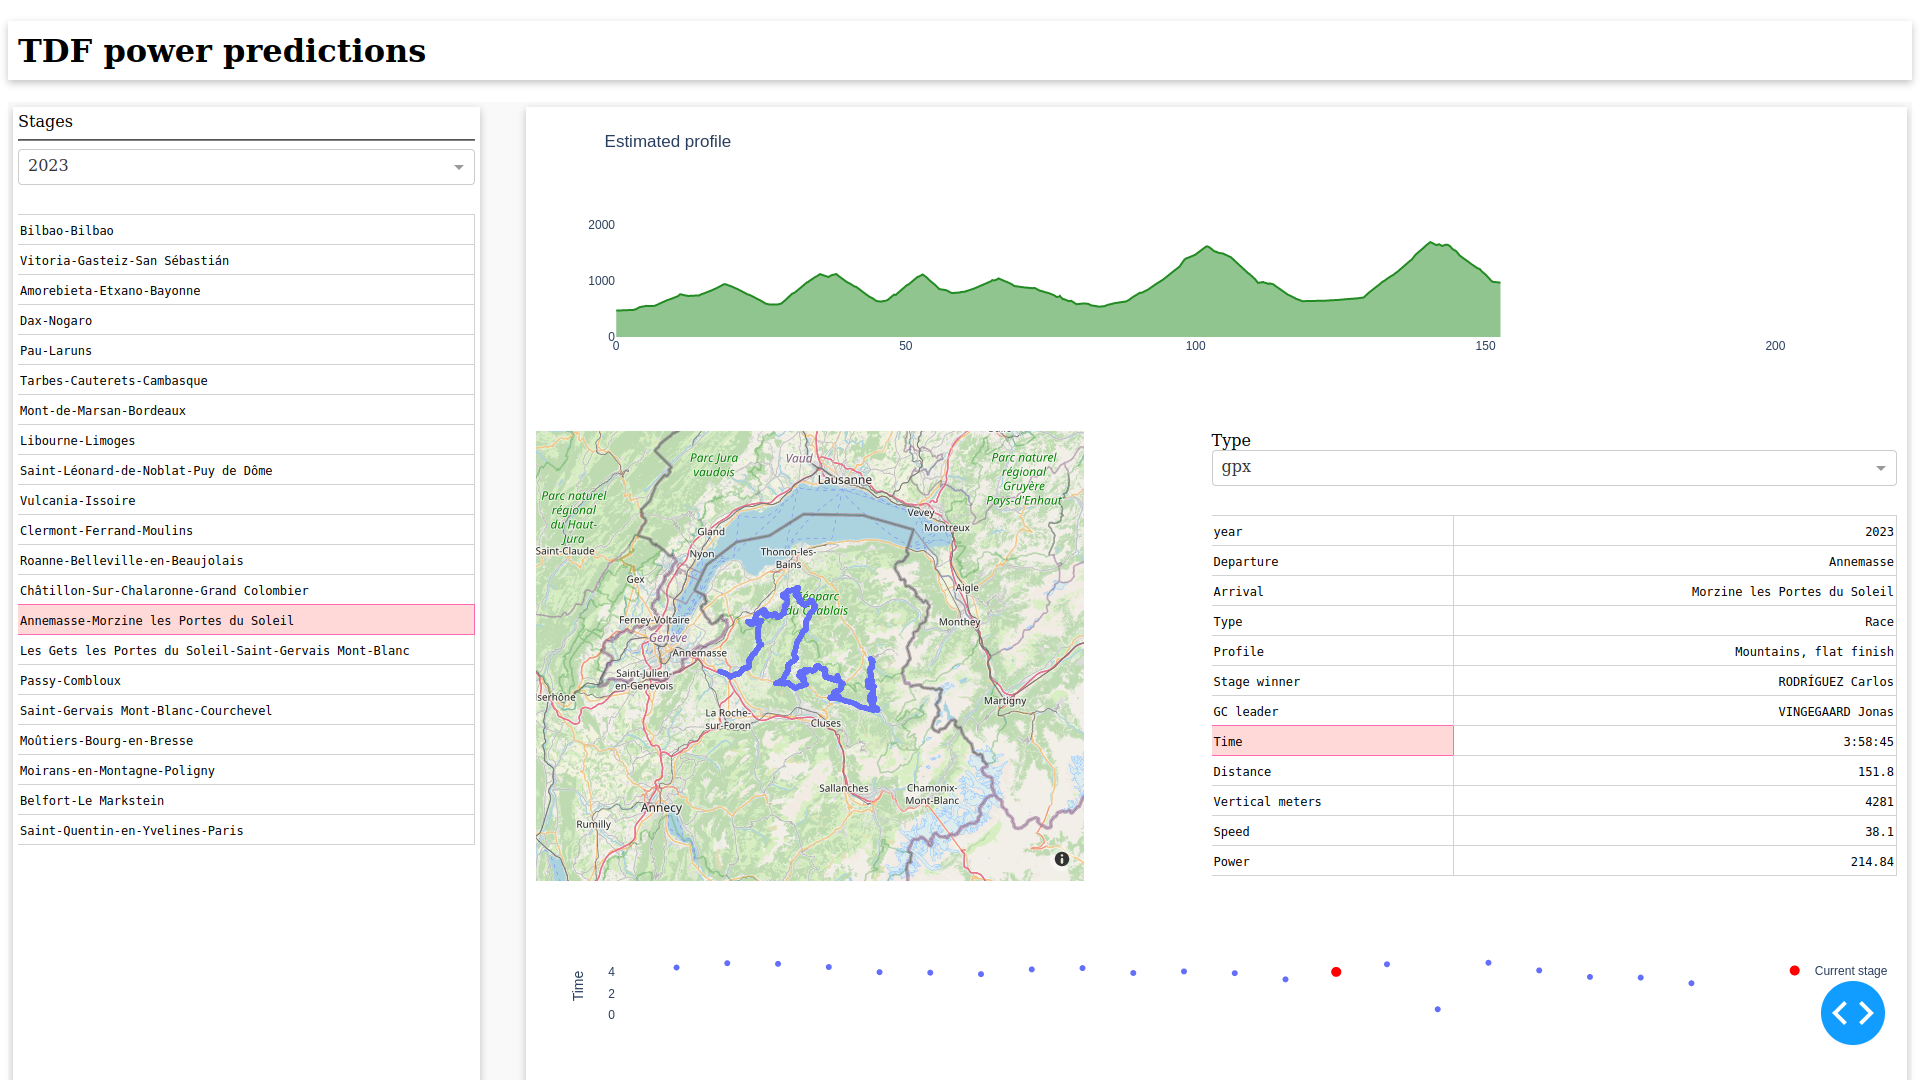 TDF power predictions
Stages
2023
Bilbao-Bilbao
Vitoria-Gasteiz-San Sébastián
Amorebieta-Etxano-Bayonne
Dax-Nogaro
Pau-Laruns
Tarbes-Cauterets-Cambasque
Mont-de-Marsan-Bordeaux
Libourne-Limoges
Saint-Léonard-de-Noblat-Puy de Dôme
Vulcania-Issoire
Clermont-Ferrand-Moulins
Roanne-Belleville-en-Beaujolais
Châtillon-Sur-Chalaronne-Grand Colombier
Annemasse-Morzine les Portes du Soleil
Les Gets les Portes du Soleil-Saint-Gervais Mont-Blanc
Passy-Combloux
Saint-Gervais Mont-Blanc-Courchevel
Moûtiers-Bourg-en-Bresse
Moirans-en-Montagne-Poligny
Belfort-Le Markstein
Saint-Quentin-en-Yvelines-Paris
Estimated profile
2000
1000
0
0 50 100 150 200
Parc Jura
vaudois
Vaud
Lausanne
Parc naturel
régional
Gruyère
Pays-d'Enhaut
Parc naturel
régional
du Haut-
Jura
Saint-Claude
Vevey
Montreux
Gland
Nyon
Thonon-les-
Bains
Gex
Aigle
du Chablais
Ferney-Voltaire
Genève
Monthey
Annemasse
Saint-Julien-
en-Genevois
Martigny
La Roche-
sur-Foron
Cluses
Sallanches
Chamonix-
Mont-Blanc
Annecy
Rumilly
Type
gpx
year 2023
Departure Annemasse
Arrival Morzine les Portes du Soleil
Type Race
Profile Mountains, flat finish
Stage winner RODRÍGUEZ Carlos
GC leader VINGEGAARD Jonas
Time 3:58:45
Distance 151.8
Vertical meters 4281
Speed 38.1
Power 214.84
Time
4
2
0
Current stage